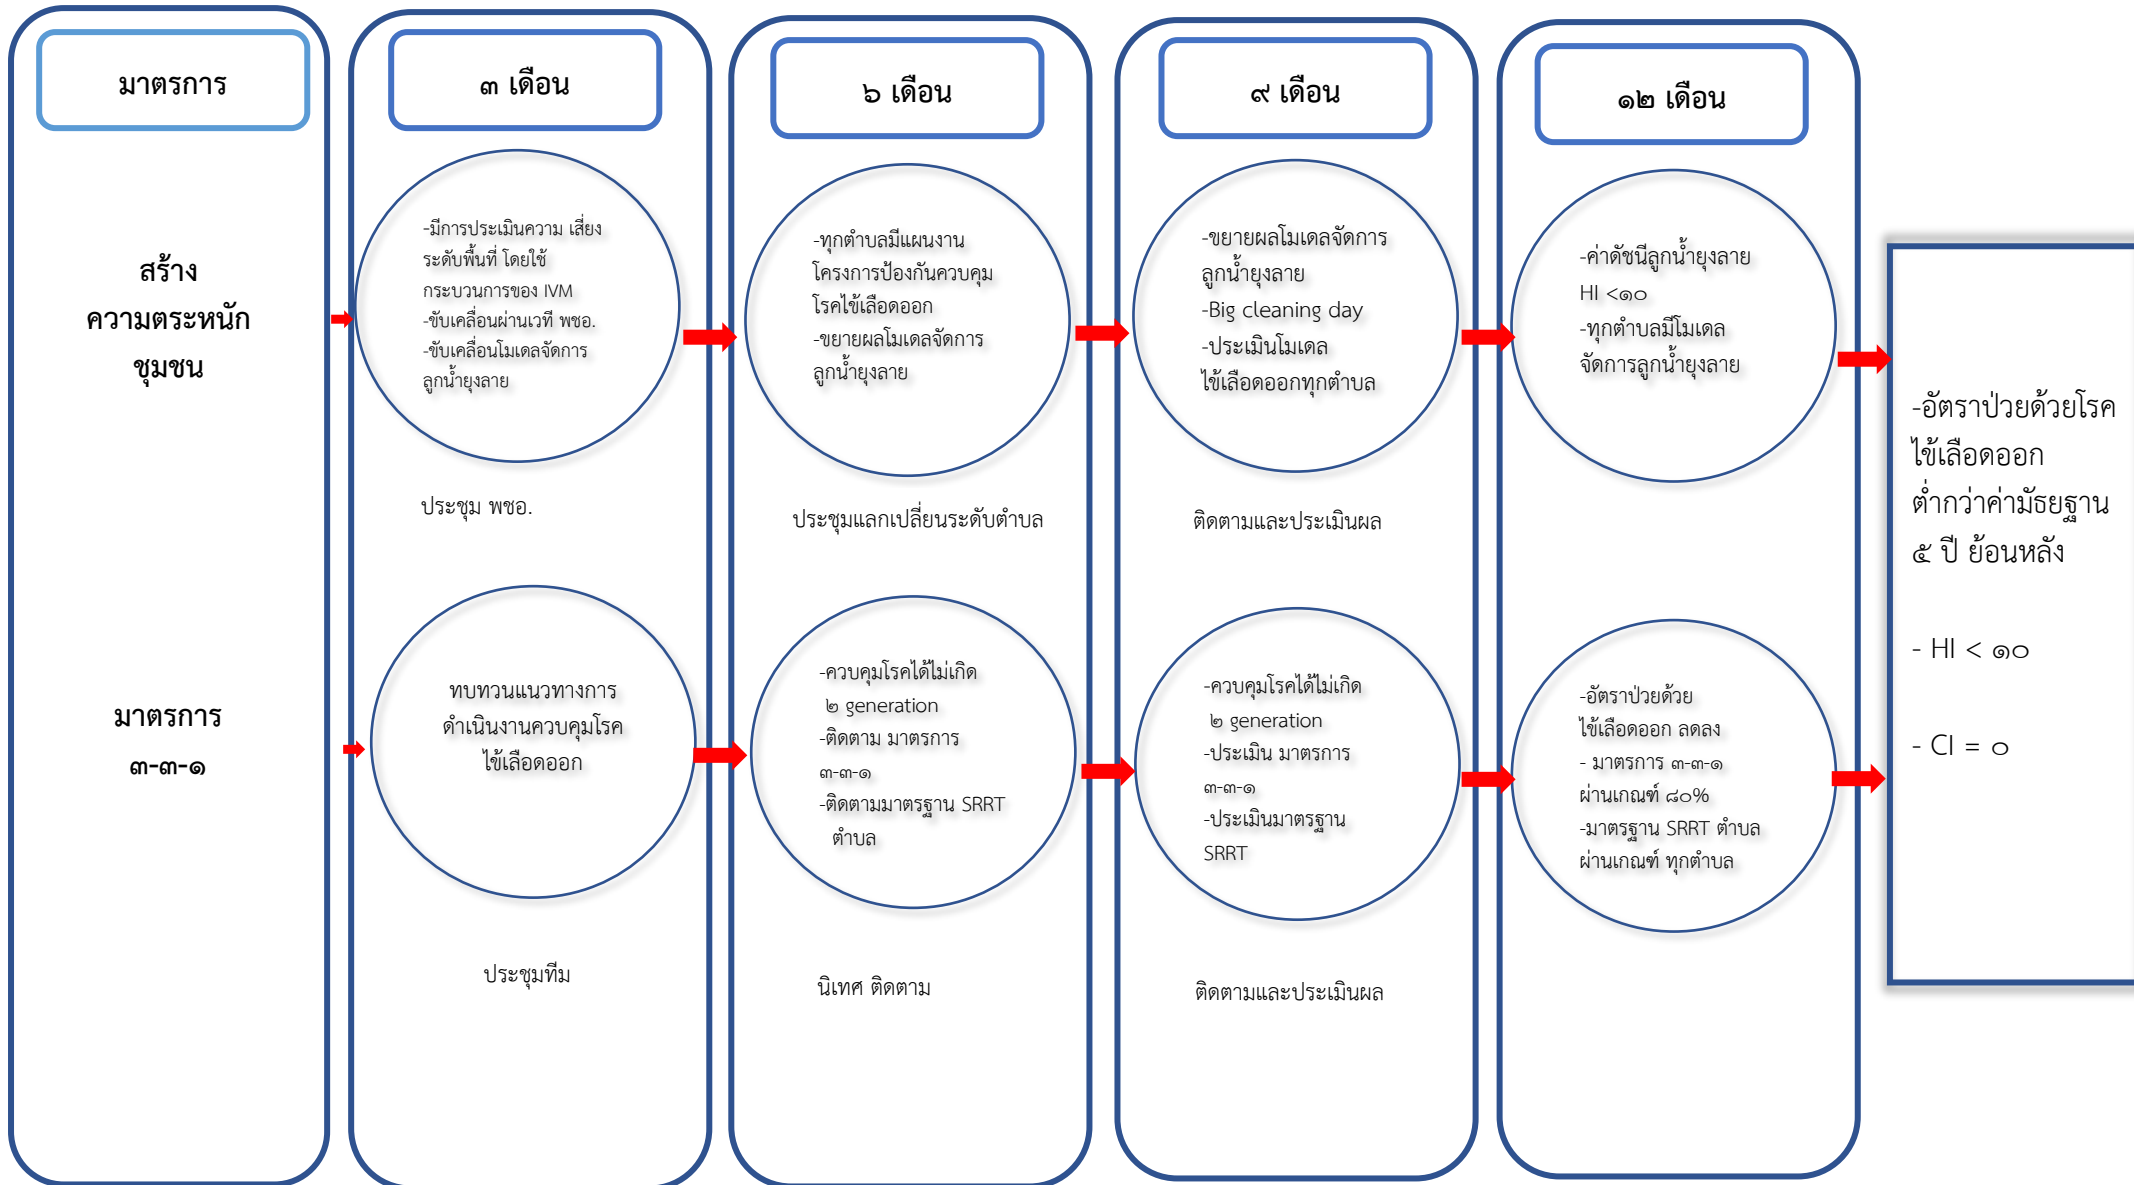 มาตรการ
๓ เดือน
๖ เดือน
๙ เดือน
๑๒ เดือน
สร้าง
ความตระหนัก
ชุมชน
-มีการประเมินความ เสี่ยง
ระดับพื้นที่ โดยใช้
กระบวนการของ IVM
-ขับเคลื่อนผ่านเวที พชอ.
-ขับเคลื่อนโมเดลจัดการ
ลูกน้ำยุงลาย
ประชุม พชอ.
-ทุกตำบลมีแผนงาน
โครงการป้องกันควบคุม
โรคไข้เลือดออก
-ขยายผลโมเดลจัดการ
ลูกน้ำยุงลาย
ประชุมแลกเปลี่ยนระดับตำบล
-ขยายผลโมเดลจัดการ
ลูกน้ำยุงลาย
-Big cleaning day
-ประเมินโมเดล
ไข้เลือดออกทุกตำบล
ติดตามและประเมินผล
-ค่าดัชนีลูกน้ำยุงลาย
HI <๑๐
-ทุกตำบลมีโมเดล
จัดการลูกน้ำยุงลาย
มาตรการ
๓-๓-๑
ทบทวนแนวทางการ
ดำเนินงานควบคุมโรค
ไข้เลือดออก
ประชุมทีม
-ควบคุมโรคได้ไม่เกิด
๒ generation
-ติดตาม มาตรการ
๓-๓-๑
-ติดตามมาตรฐาน SRRT
ตำบล
นิเทศ ติดตาม
-ควบคุมโรคได้ไม่เกิด
๒ generation
-ประเมิน มาตรการ
๓-๓-๑
-ประเมินมาตรฐาน
SRRT
ติดตามและประเมินผล
-อัตราป่วยด้วย
ไข้เลือดออก ลดลง
- มาตรการ ๓-๓-๑
ผ่านเกณฑ์ ๘๐%
-มาตรฐาน SRRT ตำบล
ผ่านเกณฑ์ ทุกตำบล
-อัตราป่วยด้วยโรค
ไข้เลือดออก
ต่ำกว่าค่ามัธยฐาน
๕ ปี ย้อนหลัง
- HI < ๑๐
- CI = ๐